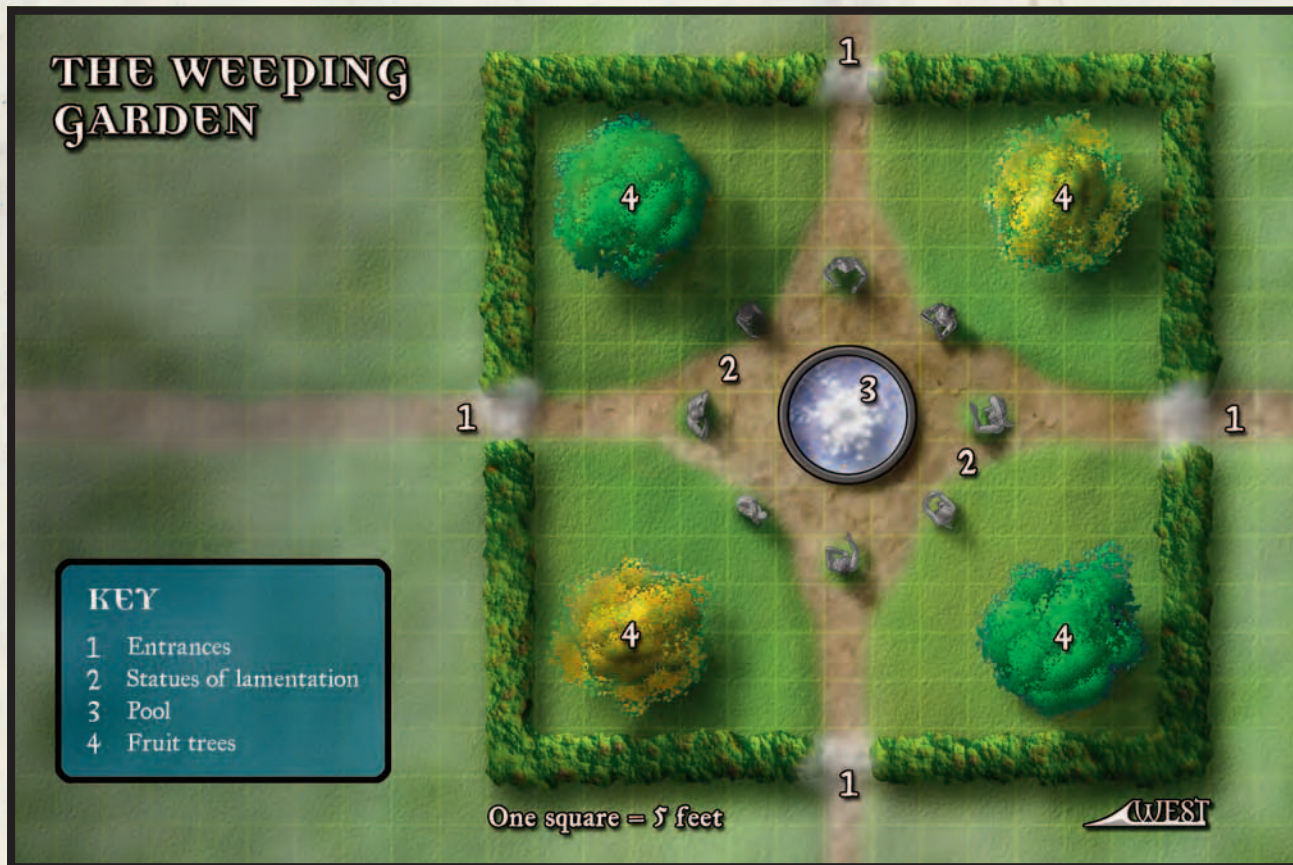 THE WEEPING
GARDEN
1
4
4
2
3
1
1
2
4
4
1
KEY
1 Entrances
2 Statues of lamentation
3 Pool
4 Fruit trees
One square = 5 feet
WEST